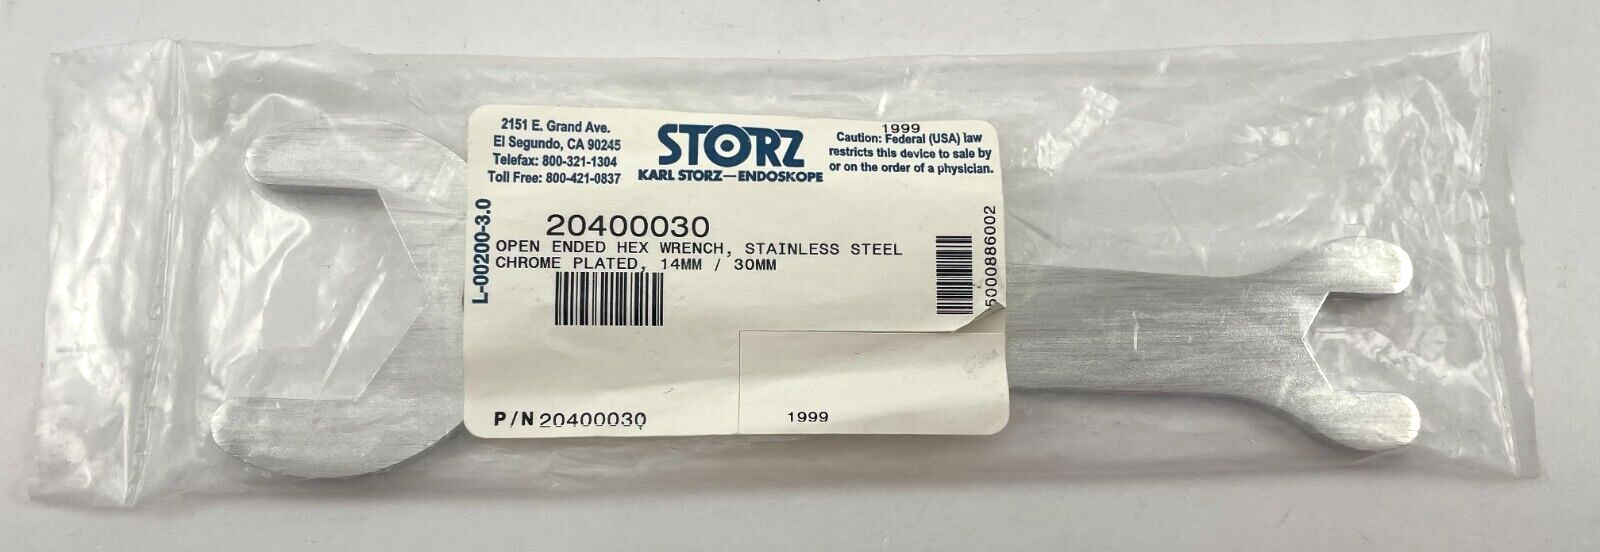 2151 E. Grand Ave.
El Segundo, CA 90245
Telefax: 800-321-1304
Toll Free: 800-421-0837
STORZ
KARL STORZ—ENDOSKOPE
1999
Caution: Federal (USA) law
restricts this device to sale by
or on the order of a physician.
L-00200-3.0
20400030
OPEN ENDED HEX WRENCH, STAINLESS STEEL
CHROME PLATED, 14MM / 30MM
5000886002
P/N 20400030
1999